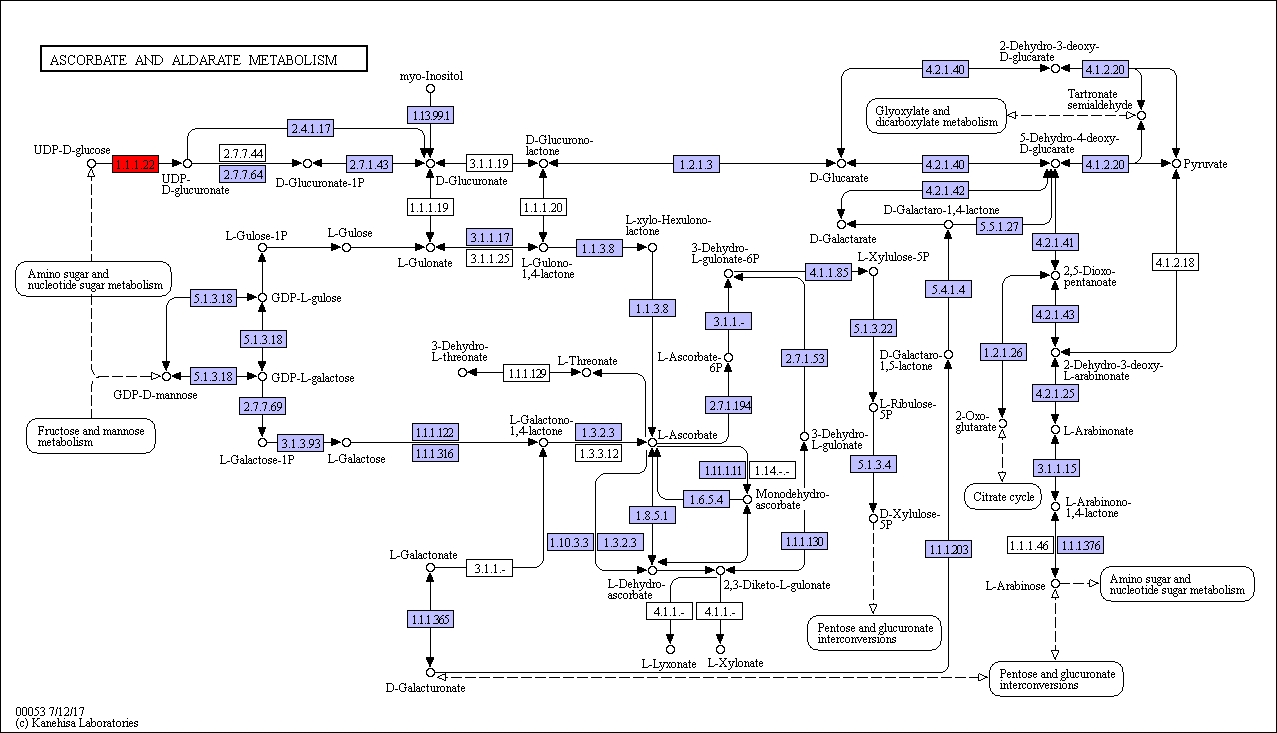 ASCORBATE AND ALDARATE METABOLISM
2-Dehydro-3-deoxy-
D-glucarate
myo-Inositol
4.2.1.40
4.1.2.20
1.13.99.1
Tartronate
semialdehyde
Glyoxylate and
dicarboxylate metabolism
2.4.1.17
UDP-D-glucose
2.7.7.44
D-Glucurono-
lactone
5-Dehydro-4-deoxy-
D-glucarate
1.1.1.22
2.7.7.64
2.7.1.43
3.1.1.19
1.2.1.3
4.2.1.40
4.1.2.20
Pyruvate
UDP-
D-glucuronate
D-Glucuronate-1P
D-Glucuronate
D-Glucarate
4.2.1.42
1.1.1.19
1.1.1.20
D-Galactaro-1,4-lactone
L-xylo-Hexulono-
lactone
5.5.1.27
L-Gulose-1P
L-Gulose
3.1.1.17
D-Galactarate
4.2.1.41
1.1.3.8
3-Dehydro-
L-gulonate-6P
L-Xylulose-5P
3.1.1.25
L-Gulonate
L-Gulono-
1,4-lactone
4.1.2.18
Amino sugar and
nucleotide sugar metabolism
4.1.1.85
2,5-Dioxo-
pentanoate
5.1.3.18
GDP-L-gulose
5.4.1.4
1.1.3.8
4.2.1.43
3.1.1.-
5.1.3.22
5.1.3.18
3-Dehydro-
L-threonate
L-Threonate
L-Ascorbate-
6P
2.7.1.53
D-Galactaro-
1,5-lactone
1.2.1.26
2-Dehydro-3-deoxy-
L-arabinonate
5.1.3.18
GDP-L-galactose
1.1.1.129
GDP-D-mannose
4.2.1.25
2.7.7.69
2.7.1.194
L-Ribulose-
5P
2-Oxo-
glutarate
Fructose and mannose
metabolism
L-Galactono-
1,4-lactone
1.1.1.122
1.3.2.3
L-Ascorbate
3-Dehydro-
L-gulonate
L-Arabinonate
3.1.3.93
L-Galactose-1P
L-Galactose
1.1.1.316
1.3.3.12
5.1.3.4
3.1.1.15
1.11.1.11
1.14.-.-
Citrate cycle
1.6.5.4
Monodehydro-
ascorbate
L-Arabinono-
1,4-lactone
1.8.5.1
D-Xylulose-
5P
1.10.3.3
1.3.2.3
1.1.1.130
1.1.1.203
1.1.1.46
1.1.1.376
L-Galactonate
3.1.1.-
L-Dehydro-
ascorbate
2,3-Diketo-L-gulonate
L-Arabinose
Amino sugar and
nucleotide sugar metabolism
1.1.1.365
4.1.1.-
4.1.1.-
Pentose and glucuronate
interconversions
L-Lyxonate
L-Xylonate
D-Galacturonate
Pentose and glucuronate
interconversions
00053 7/12/17
(c) Kanehisa Laboratories